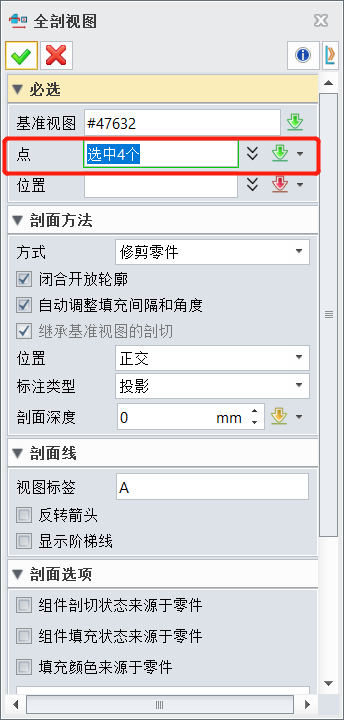 全剖视图
必选
基准视图 #47632
点 选中4个
位置
剖面方法
方式 修剪零件
闭合开放轮廓
自动调整填充间隔和角度
继承基准视图的剖切
位置 正交
标注类型 投影
剖面深度 0 mm
剖面线
视图标签 A
反转箭头
显示阶梯线
剖面选项
组件剖切状态来源于零件
组件填充状态来源于零件
填充颜色来源于零件